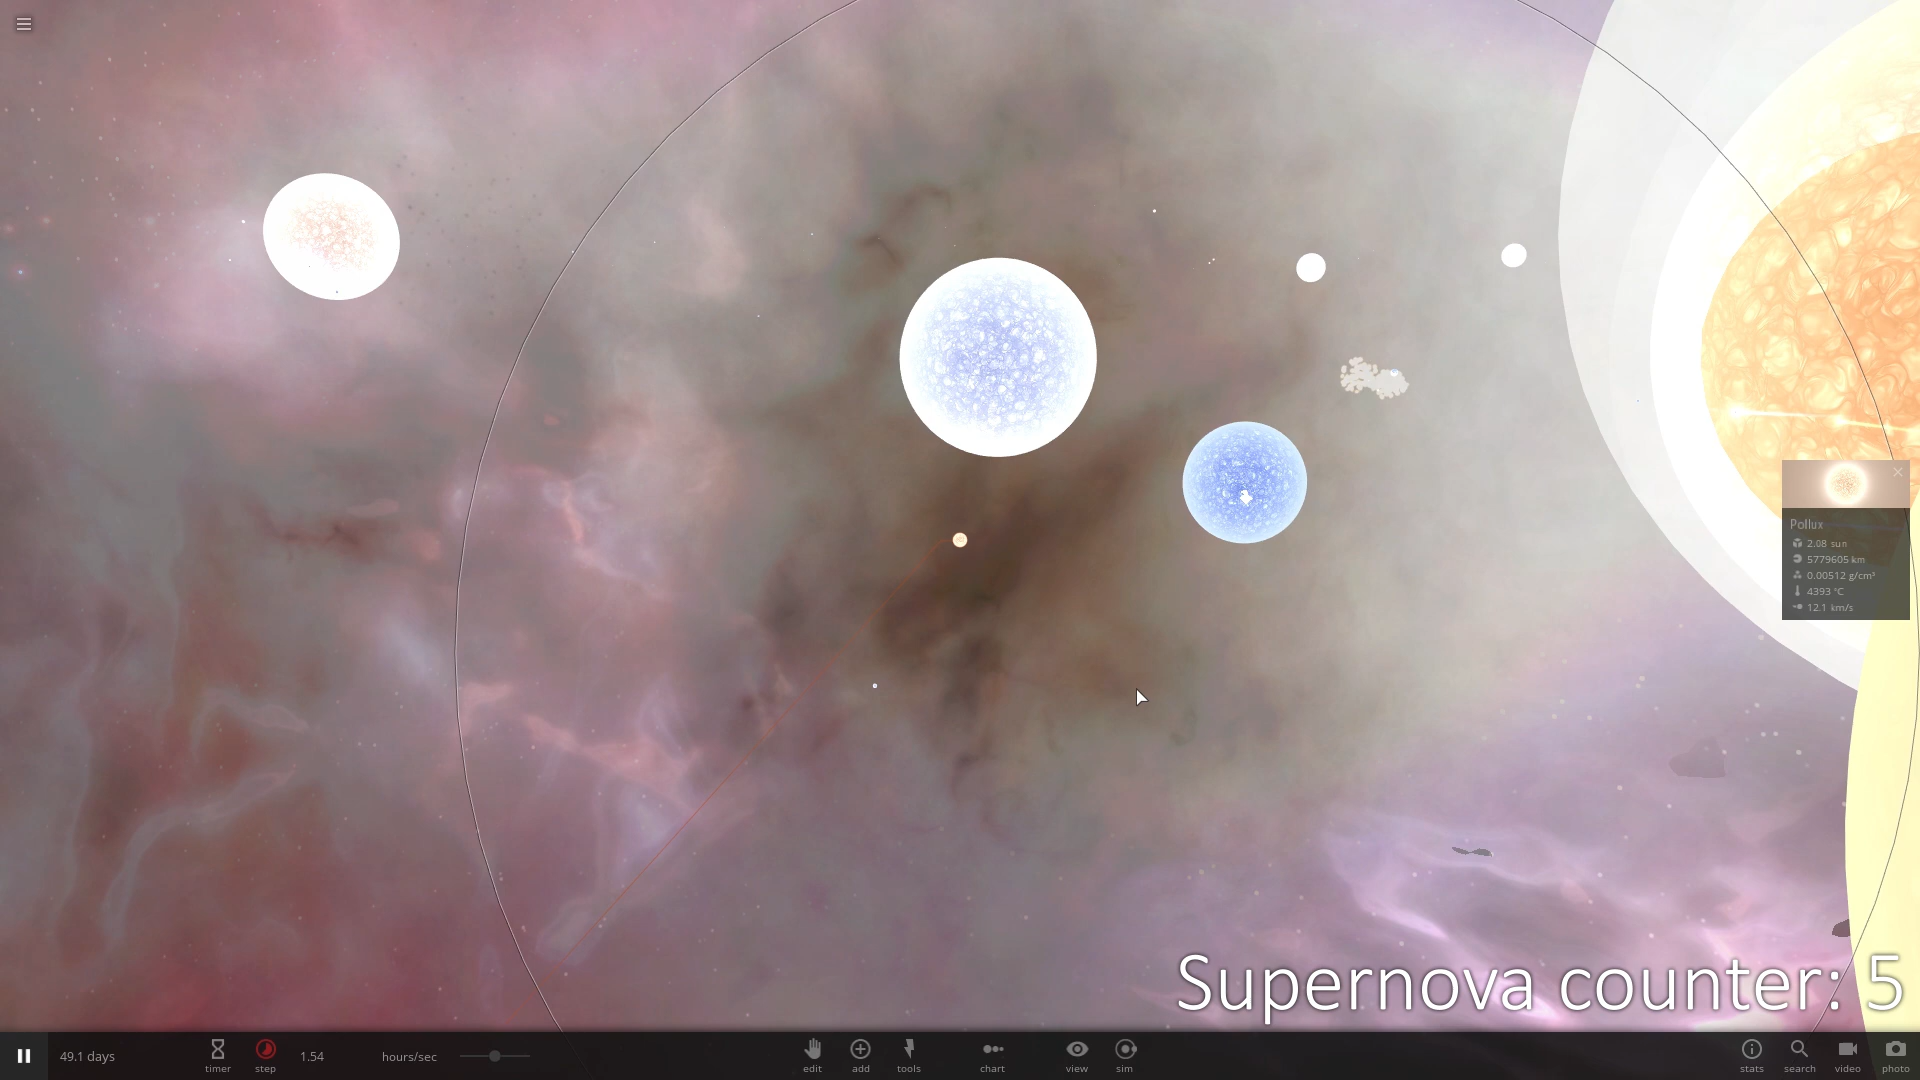 Pollux
2.08 sun
5779605 km
0.00512 g/cm³
4393 °C
12.1 km/s
Supernova counter: 5
49.1 days
timer
step
1.54
hours/sec
edit
add
tools
chart
view
sim
stats
search
video
photo